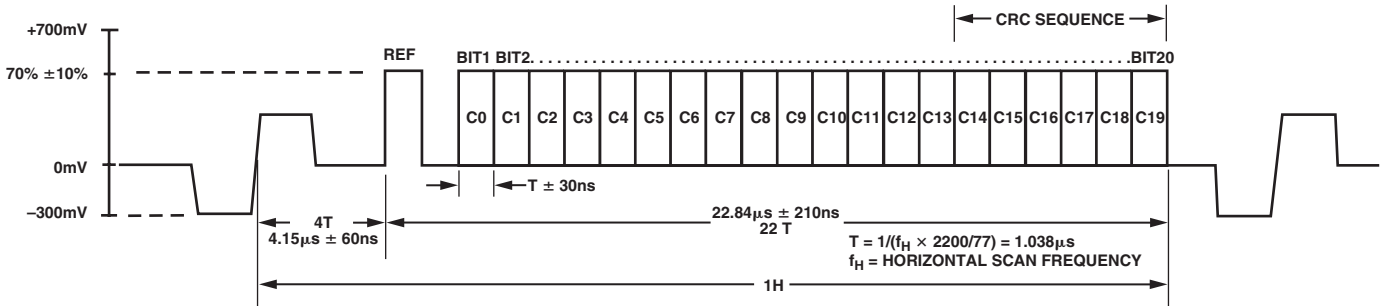 CRC SEQUENCE
+700mV
REF
BIT1 BIT2. . . . . . . . . . . . . . . . . . . . . . . . . . . . . . . . . . . . . . . . . . . . . . . . . . . . . . . . . . . . .BIT20
70% ±10%
C0 C1 C2 C3 C4 C5 C6 C7 C8 C9 C10 C11 C12 C13 C14 C15 C16 C17 C18 C19
0mV
T ± 30ns
–300mV
4T
4.15µs ± 60ns
22.84µs ± 210ns
22 T
T = 1/(fH × 2200/77) = 1.038µs
fH = HORIZONTAL SCAN FREQUENCY
1H